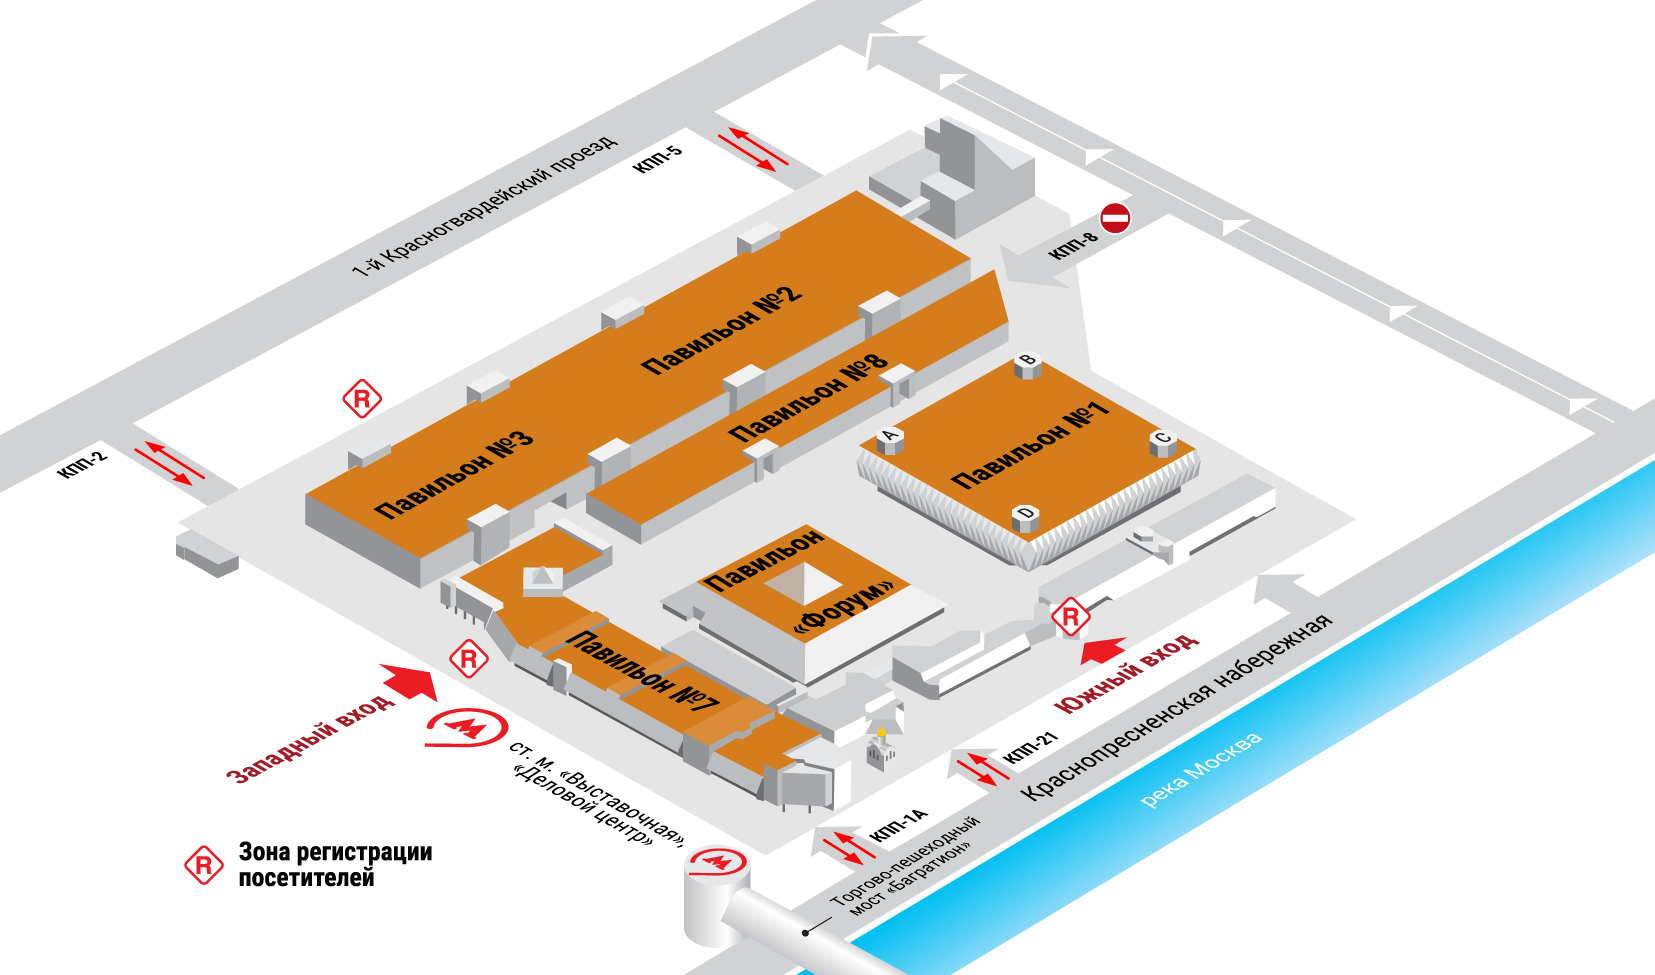 1-й Красногвардейский проезд
КПП-5
КПП-8
КПП-2
R
Павильон №2
Павильон №8
Павильон №3
Павильон №1
A
B
C
D
Павильон
«Форум»
Павильон №7
R
R
Западный вход
Южный вход
ст. м. «Выставочная»,
«Деловой центр»
КПП-21
КПП-1А
Краснопресненская набережная
река Москва
Торгово-пешеходный
мост «Багратион»
R
Зона регистрации
посетителей